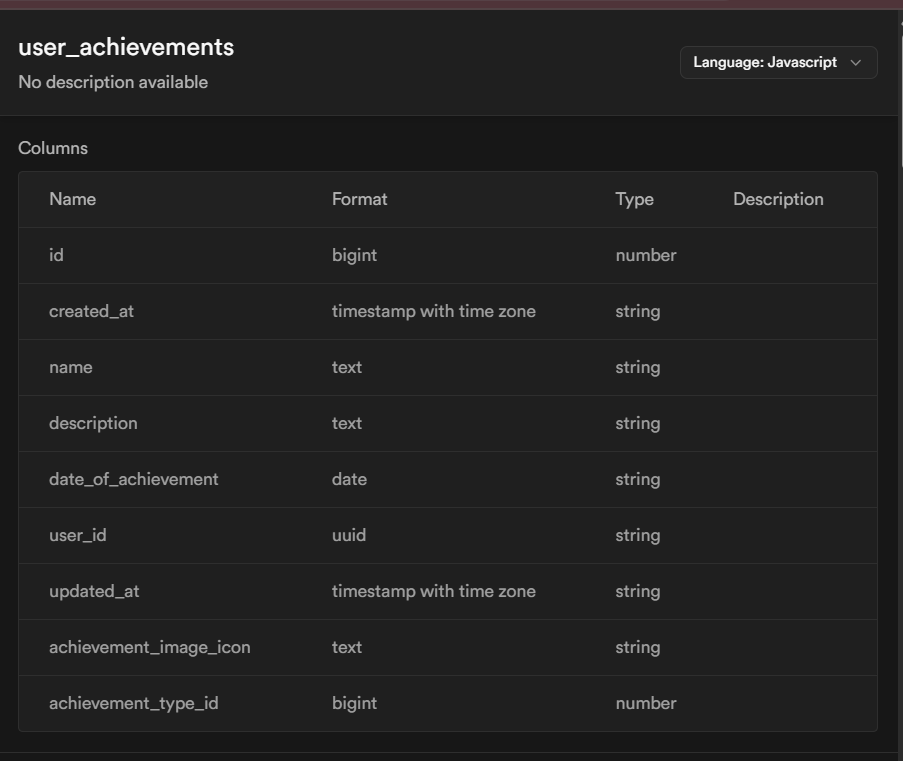 user_achievements
No description available
Language: Javascript
Columns
Name Format Type Description
id bigint number
created_at timestamp with time zone string
name text string
description text string
date_of_achievement date string
user_id uuid string
updated_at timestamp with time zone string
achievement_image_icon text string
achievement_type_id bigint number